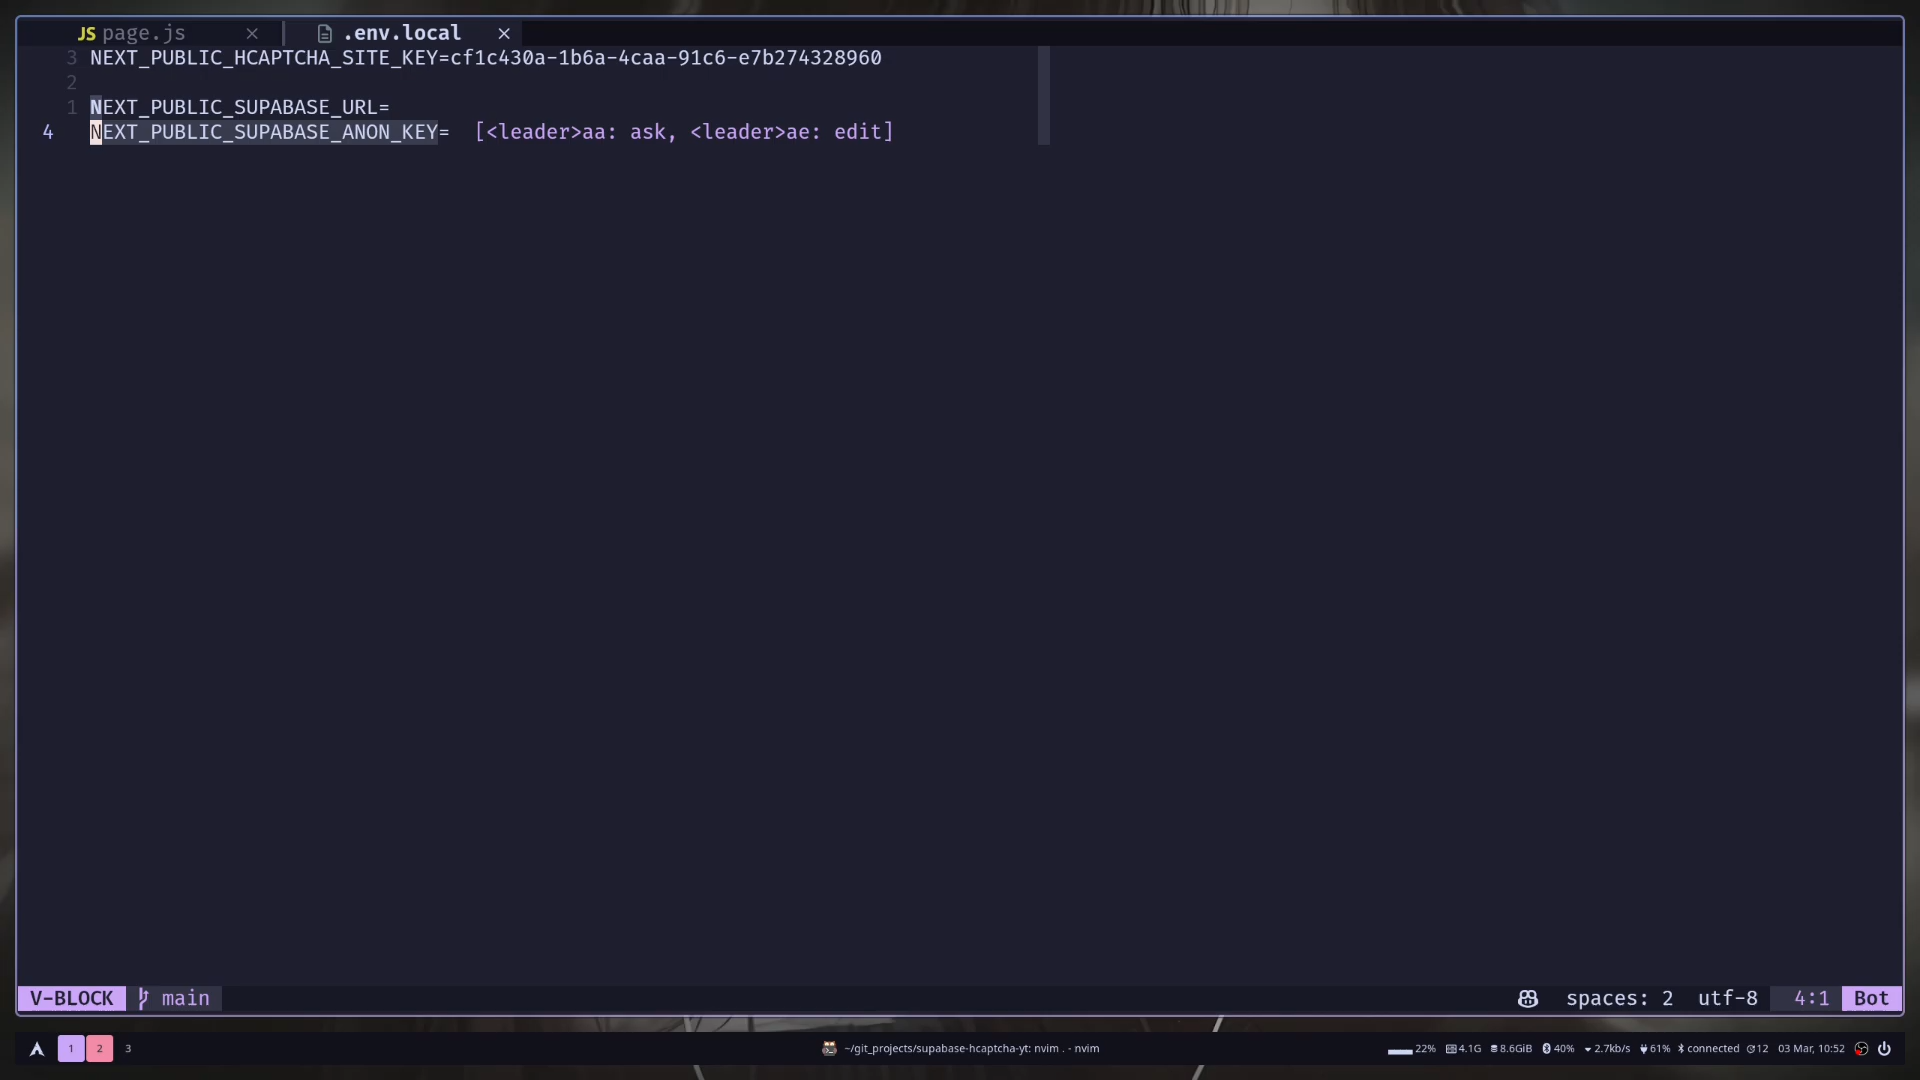 JS page.js × .env.local ×
3 NEXT_PUBLIC_HCAPTCHA_SITE_KEY=cf1c430a-1b6a-4caa-91c6-e7b274328960
2
1 NEXT_PUBLIC_SUPABASE_URL=
4 NEXT_PUBLIC_SUPABASE_ANON_KEY= [<leader>aa: ask, <leader>ae: edit]
V-BLOCK main spaces: 2 utf-8 4:1 Bot
1 2 3 ~/git_projects/supabase-hcaptcha-yt: nvim . - nvim 22% 4.1G 8.6GiB 40% 2.7kb/s 61% connected 12 03 Mar, 10:52